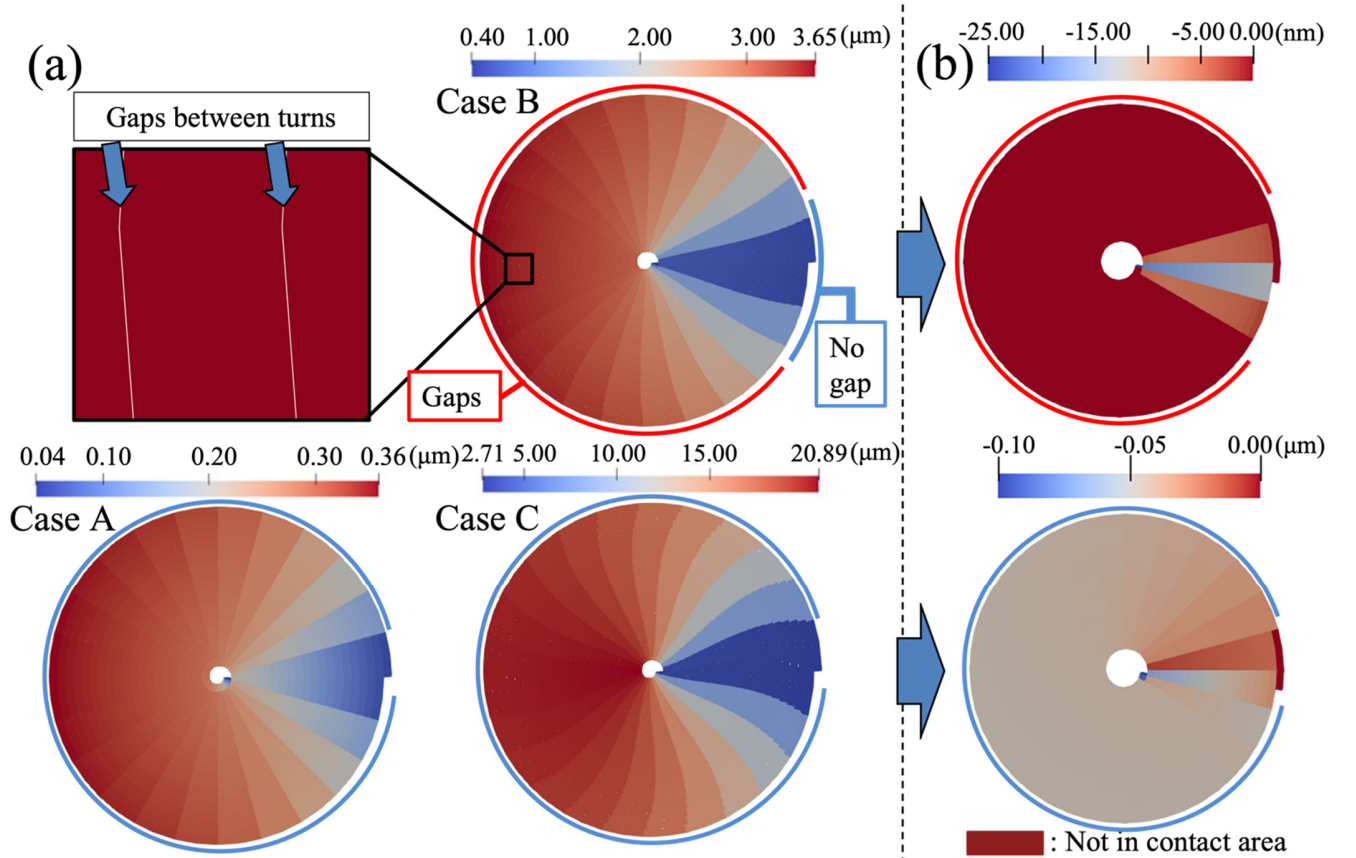 (a)
Gaps between turns
0.40 1.00 2.00 3.00 3.65 (μm)
Case B
Gaps
No
gap
(b)
-25.00 -15.00 -5.00 0.00(nm)
0.04 0.10 0.20 0.30 0.36 (μm)
Case A
2.71 5.00 10.00 15.00 20.89 (μm)
Case C
-0.10 -0.05 0.00 (μm)
: Not in contact area